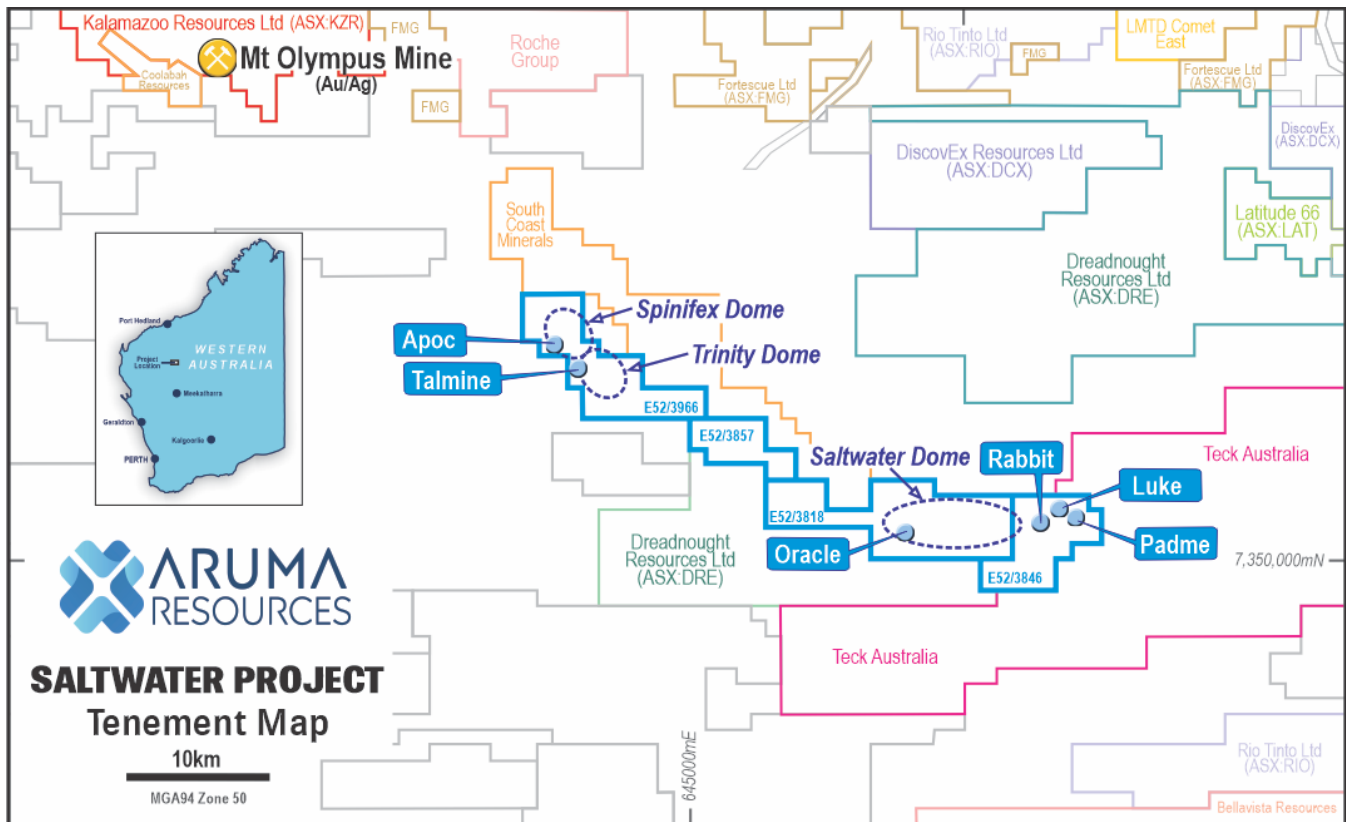 Kalamazoo Resources Ltd (ASX:KZR)
FMG
Coolabah
Resources
Mt Olympus Mine
(Au/Ag)
FMG
Roche
Group
Fortescue Ltd
(ASX:FMG)
Rio Tinto Ltd
(ASX:RIO)
FMG
LMTD Comet
East
Fortescue Ltd
(ASX:FMG)
DiscovEx
(ASX:DCX)
DiscovEx Resources Ltd
(ASX:DCX)
South
Coast
Minerals
Latitude 66
(ASX:LAT)
Dreadnought
Resources Ltd
(ASX:DRE)
Port Hedland
WESTERN
AUSTRALIA
Project
Location
Meekatharra
Geraldton
Kalgoorlie
PERTH
Spinifex Dome
Apoc
Trinity Dome
Talmine
E52/3966
E52/3857
Saltwater Dome
Rabbit
Teck Australia
Luke
E52/3818
Oracle
Padme
E52/3846
7,350,000mN
Dreadnought
Resources Ltd
(ASX:DRE)
ARUMA
RESOURCES
SALTWATER PROJECT
Tenement Map
10km
MGA94 Zone 50
Teck Australia
645000mE
Rio Tinto Ltd
(ASX:RIO)
Bellavista Resources